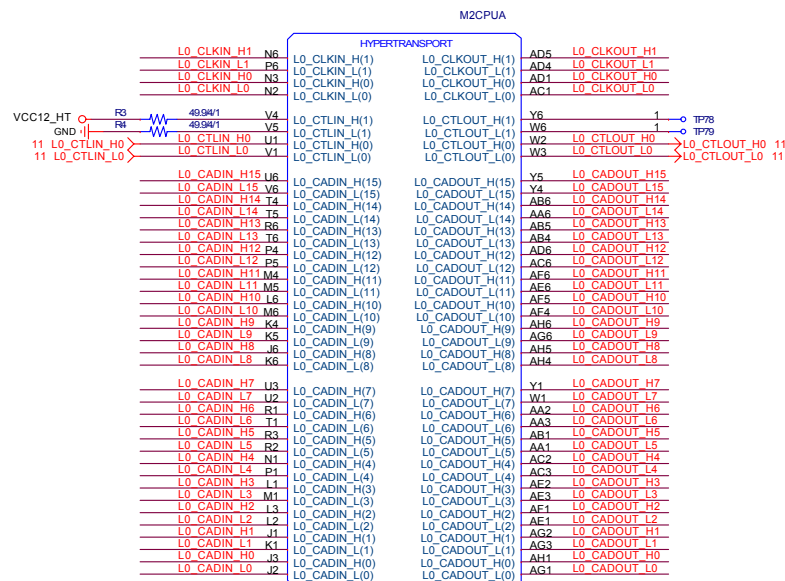 M2CPUA
HYPERTRANSPORT
L0_CLKIN_H1 N6 L0_CLKIN_H(1) L0_CLKOUT_H(1) AD5 L0_CLKOUT_H1
L0_CLKIN_L1 P6 L0_CLKIN_L(1) L0_CLKOUT_L(1) AD4 L0_CLKOUT_L1
L0_CLKIN_H0 N3 L0_CLKIN_H(0) L0_CLKOUT_H(0) AD1 L0_CLKOUT_H0
L0_CLKIN_L0 N2 L0_CLKIN_L(0) L0_CLKOUT_L(0) AC1 L0_CLKOUT_L0
VCC12_HT R3 49.9/4/1 V4 L0_CTLIN_H(1) L0_CTLOUT_H(1) Y6 1 TP78
GND R4 49.9/4/1 V5 L0_CTLIN_L(1) L0_CTLOUT_L(1) W6 1 TP79
11 L0_CTLIN_H0 L0_CTLIN_H0 U1 L0_CTLIN_H(0) L0_CTLOUT_H(0) W2 L0_CTLOUT_H0 L0_CTLOUT_H0 11
11 L0_CTLIN_L0 L0_CTLIN_L0 V1 L0_CTLIN_L(0) L0_CTLOUT_L(0) W3 L0_CTLOUT_L0 L0_CTLOUT_L0 11
L0_CADIN_H15 U6 L0_CADIN_H(15) L0_CADOUT_H(15) Y5 L0_CADOUT_H15
L0_CADIN_L15 V6 L0_CADIN_L(15) L0_CADOUT_L(15) Y4 L0_CADOUT_L15
L0_CADIN_H14 T4 L0_CADIN_H(14) L0_CADOUT_H(14) AB6 L0_CADOUT_H14
L0_CADIN_L14 T5 L0_CADIN_L(14) L0_CADOUT_L(14) AA6 L0_CADOUT_L14
L0_CADIN_H13 R6 L0_CADIN_H(13) L0_CADOUT_H(13) AB5 L0_CADOUT_H13
L0_CADIN_L13 T6 L0_CADIN_L(13) L0_CADOUT_L(13) AB4 L0_CADOUT_L13
L0_CADIN_H12 P4 L0_CADIN_H(12) L0_CADOUT_H(12) AD6 L0_CADOUT_H12
L0_CADIN_L12 P5 L0_CADIN_L(12) L0_CADOUT_L(12) AC6 L0_CADOUT_L12
L0_CADIN_H11 M4 L0_CADIN_H(11) L0_CADOUT_H(11) AF6 L0_CADOUT_H11
L0_CADIN_L11 M5 L0_CADIN_L(11) L0_CADOUT_L(11) AE6 L0_CADOUT_L11
L0_CADIN_H10 L6 L0_CADIN_H(10) L0_CADOUT_H(10) AF5 L0_CADOUT_H10
L0_CADIN_L10 M6 L0_CADIN_L(10) L0_CADOUT_L(10) AF4 L0_CADOUT_L10
L0_CADIN_H9 K4 L0_CADIN_H(9) L0_CADOUT_H(9) AH6 L0_CADOUT_H9
L0_CADIN_L9 K5 L0_CADIN_L(9) L0_CADOUT_L(9) AG6 L0_CADOUT_L9
L0_CADIN_H8 J6 L0_CADIN_H(8) L0_CADOUT_H(8) AH5 L0_CADOUT_H8
L0_CADIN_L8 K6 L0_CADIN_L(8) L0_CADOUT_L(8) AH4 L0_CADOUT_L8
L0_CADIN_H7 U3 L0_CADIN_H(7) L0_CADOUT_H(7) Y1 L0_CADOUT_H7
L0_CADIN_L7 U2 L0_CADIN_L(7) L0_CADOUT_L(7) W1 L0_CADOUT_L7
L0_CADIN_H6 R1 L0_CADIN_H(6) L0_CADOUT_H(6) AA2 L0_CADOUT_H6
L0_CADIN_L6 T1 L0_CADIN_L(6) L0_CADOUT_L(6) AA3 L0_CADOUT_L6
L0_CADIN_H5 R3 L0_CADIN_H(5) L0_CADOUT_H(5) AB1 L0_CADOUT_H5
L0_CADIN_L5 R2 L0_CADIN_L(5) L0_CADOUT_L(5) AA1 L0_CADOUT_L5
L0_CADIN_H4 N1 L0_CADIN_H(4) L0_CADOUT_H(4) AC2 L0_CADOUT_H4
L0_CADIN_L4 P1 L0_CADIN_L(4) L0_CADOUT_L(4) AC3 L0_CADOUT_L4
L0_CADIN_H3 L1 L0_CADIN_H(3) L0_CADOUT_H(3) AE2 L0_CADOUT_H3
L0_CADIN_L3 M1 L0_CADIN_L(3) L0_CADOUT_L(3) AE3 L0_CADOUT_L3
L0_CADIN_H2 L3 L0_CADIN_H(2) L0_CADOUT_H(2) AF1 L0_CADOUT_H2
L0_CADIN_L2 L2 L0_CADIN_L(2) L0_CADOUT_L(2) AE1 L0_CADOUT_L2
L0_CADIN_H1 J1 L0_CADIN_H(1) L0_CADOUT_H(1) AG2 L0_CADOUT_H1
L0_CADIN_L1 K1 L0_CADIN_L(1) L0_CADOUT_L(1) AG3 L0_CADOUT_L1
L0_CADIN_H0 J3 L0_CADIN_H(0) L0_CADOUT_H(0) AH1 L0_CADOUT_H0
L0_CADIN_L0 J2 L0_CADIN_L(0) L0_CADOUT_L(0) AG1 L0_CADOUT_L0